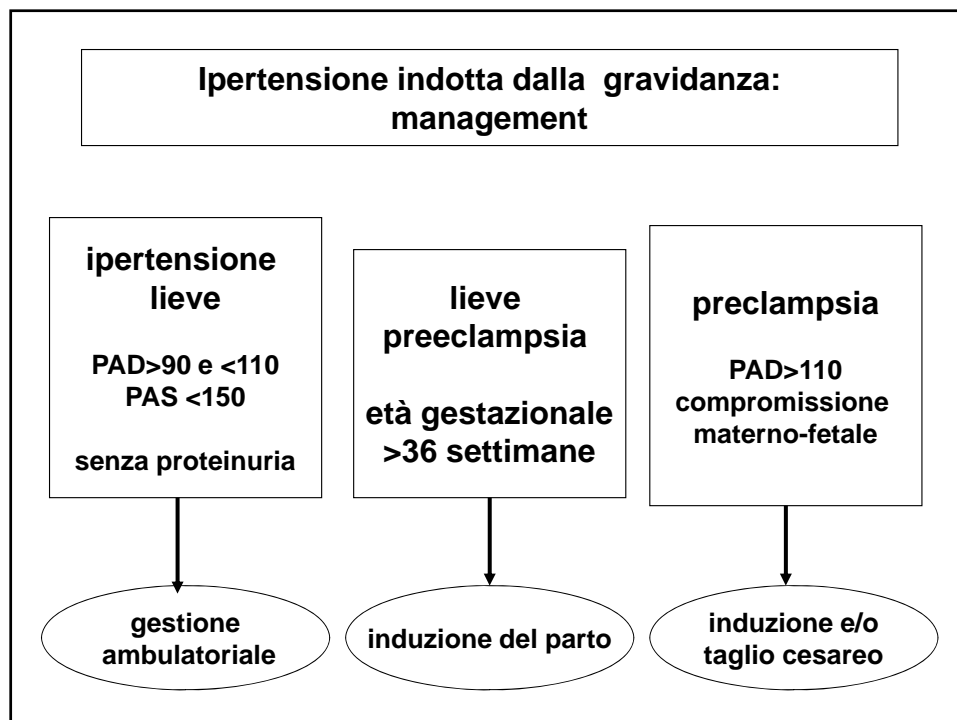 Ipertensione indotta dalla gravidanza:
management
ipertensione
lieve
PAD>90 e <110
PAS <150
senza proteinuria
lieve
preeclampsia
età gestazionale
>36 settimane
preclampsia
PAD>110
compromissione
materno-fetale
gestione
ambulatoriale
induzione del parto
induzione e/o
taglio cesareo